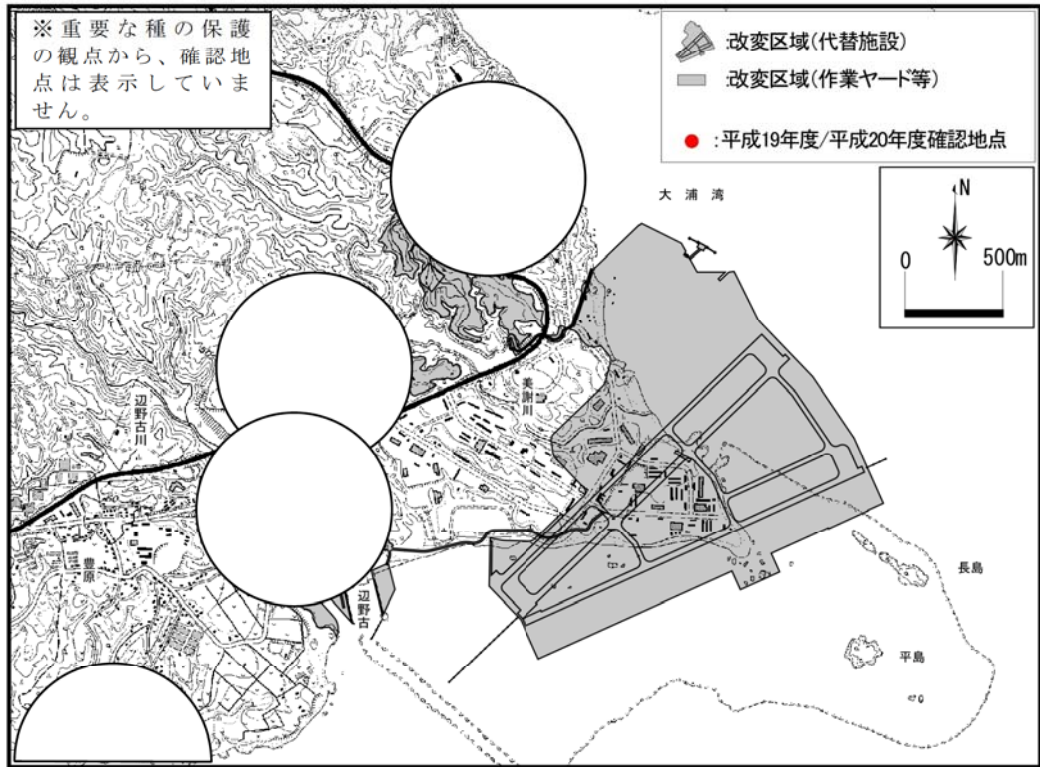 ※重要な種の保護
の観点から、確認地
点は表示していま
せん。
:改変区域(代替施設)
:改変区域(作業ヤード等)
:平成19年度/平成20年度確認地点
大浦湾
N
0 500m
美謝川
辺野古川
豊原
辺野古
長島
平島